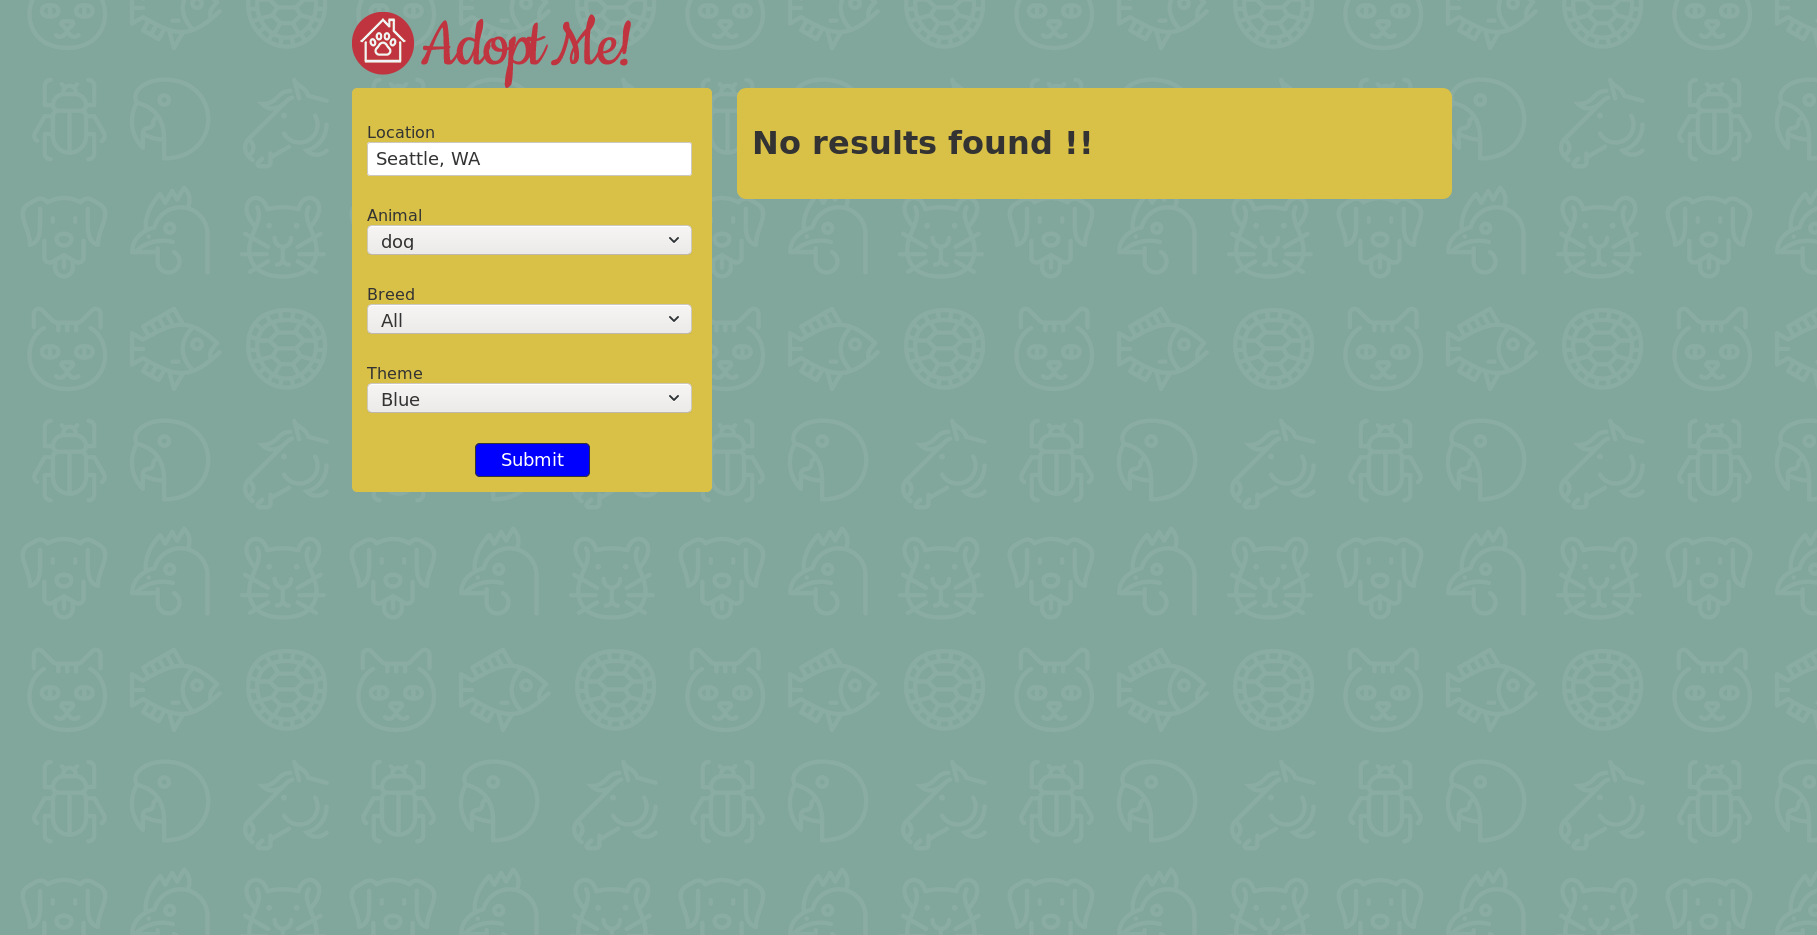 Adopt Me!
Location
Seattle, WA
Animal
dog
Breed
All
Theme
Blue
Submit
No results found !!